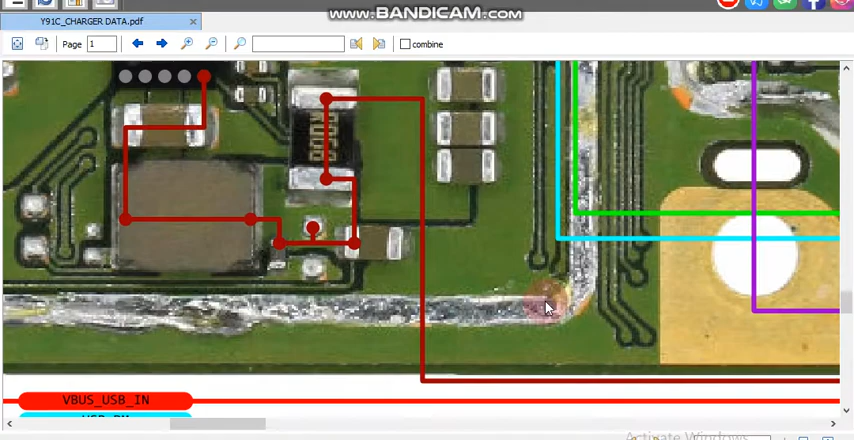 www.BANDICAM.com
Y91C_CHARGER DATA.pdf
Page 1
combine
VBUS_USB_IN
Activate Windows